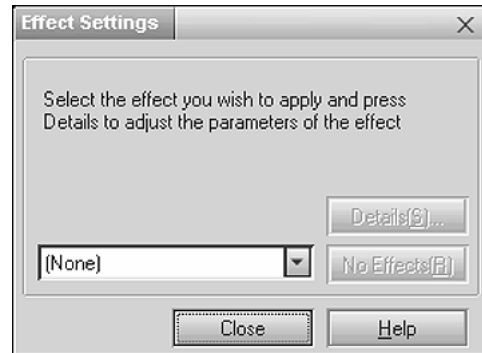 Effect Settings
Select the effect you wish to apply and press
Details to adjust the parameters of the effect
Details(S)...
(None)
No Effects(R)
Close
Help